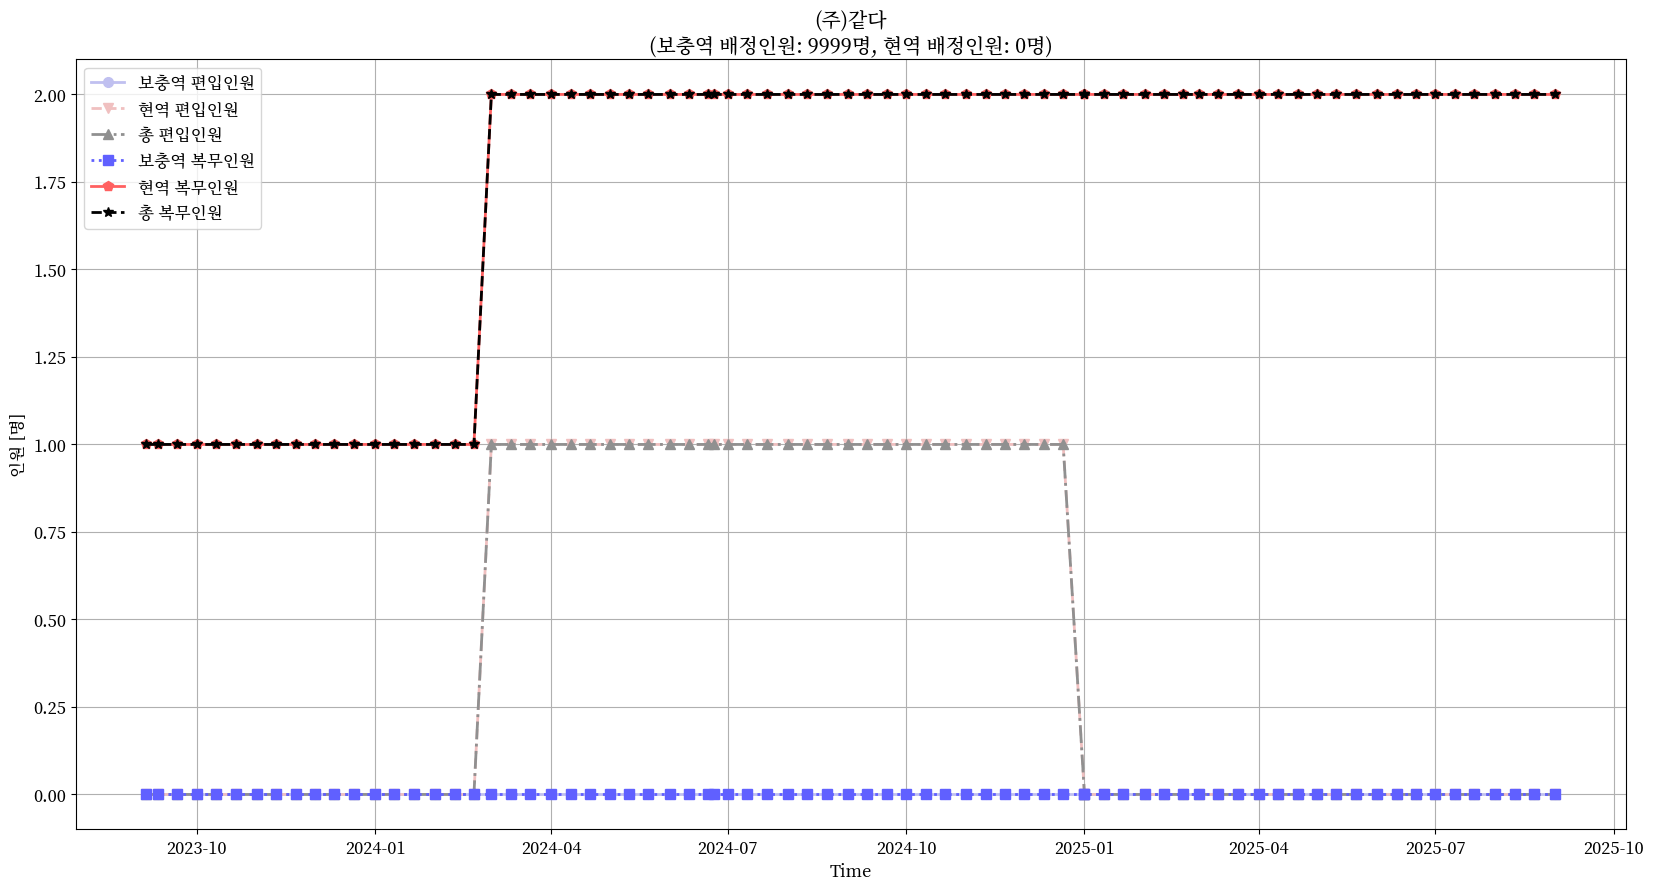 (주)같다
(보충역 배정인원: 9999명, 현역 배정인원: 0명)
보충역 편입인원
현역 편입인원
총 편입인원
보충역 복무인원
현역 복무인원
총 복무인원
2.00
1.75
1.50
1.25
1.00
0.75
0.50
0.25
0.00
인원 [명]
2023-10
2024-01
2024-04
2024-07
2024-10
2025-01
2025-04
2025-07
2025-10
Time